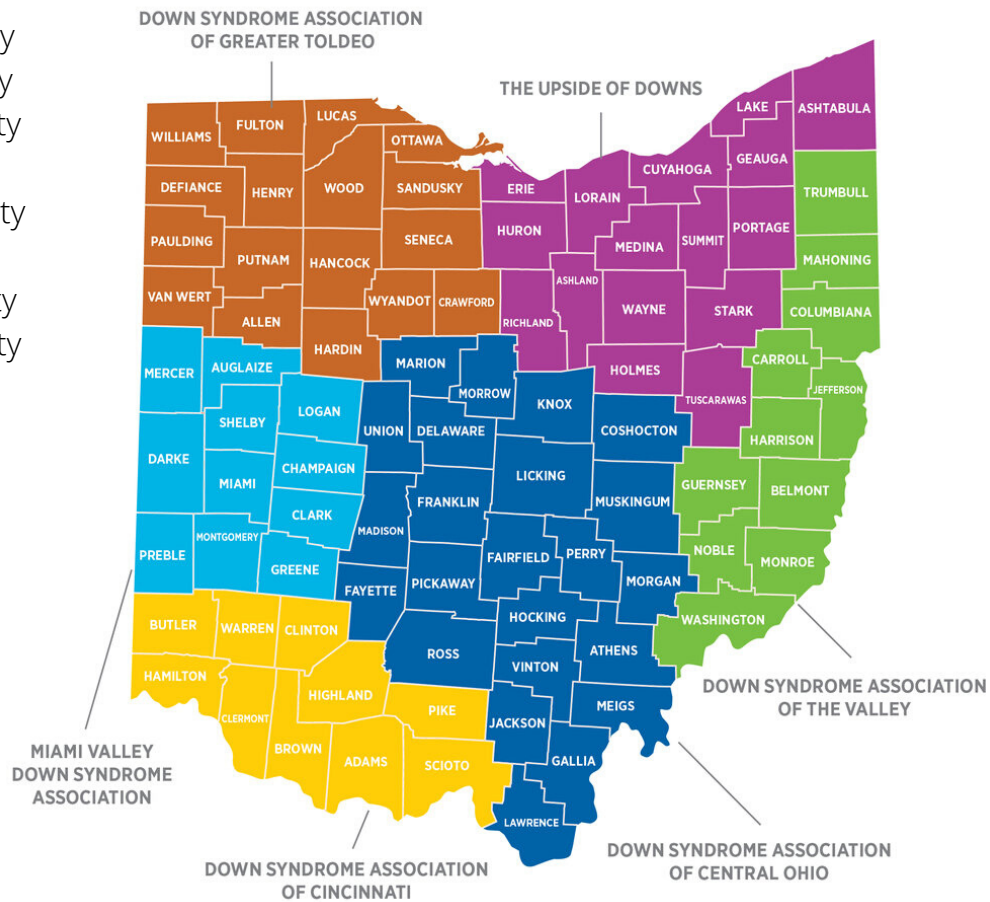 DOWN SYNDROME ASSOCIATION
OF GREATER TOLDEO
THE UPSIDE OF DOWNS
ty
y
ty
ty
ty
ty
WILLIAMS
FULTON
LUCAS
OTTAWA
DEFIANCE
HENRY
WOOD
SANDUSKY
PAULDING
PUTNAM
HANCOCK
SENECA
VAN WERT
ALLEN
HARDIN
WYANDOT
CRAWFORD
LAKE
ASHTABULA
GEAUGA
CUYAHOGA
ERIE
LORAIN
HURON
MEDINA
SUMMIT
PORTAGE
ASHLAND
RICHLAND
WAYNE
STARK
HOLMES
TUSCARAWAS
TRUMBULL
MAHONING
COLUMBIANA
CARROLL
JEFFERSON
HARRISON
GUERNSEY
BELMONT
NOBLE
MONROE
WASHINGTON
MERCER
AUGLAIZE
LOGAN
SHELBY
DARKE
CHAMPAIGN
MIAMI
CLARK
PREBLE
MONTGOMERY
GREENE
MARION
MORROW
KNOX
UNION
DELAWARE
COSHOCTON
LICKING
FRANKLIN
MUSKINGUM
MADISON
FAIRFIELD
PERRY
MORGAN
FAYETTE
PICKAWAY
HOCKING
ROSS
ATHENS
VINTON
MEIGS
JACKSON
GALLIA
LAWRENCE
BUTLER
WARREN
CLINTON
HAMILTON
CLERMONT
HIGHLAND
PIKE
BROWN
ADAMS
SCIOTO
DOWN SYNDROME ASSOCIATION
OF THE VALLEY
MIAMI VALLEY
DOWN SYNDROME
ASSOCIATION
DOWN SYNDROME ASSOCIATION
OF CENTRAL OHIO
DOWN SYNDROME ASSOCIATION
OF CINCINNATI